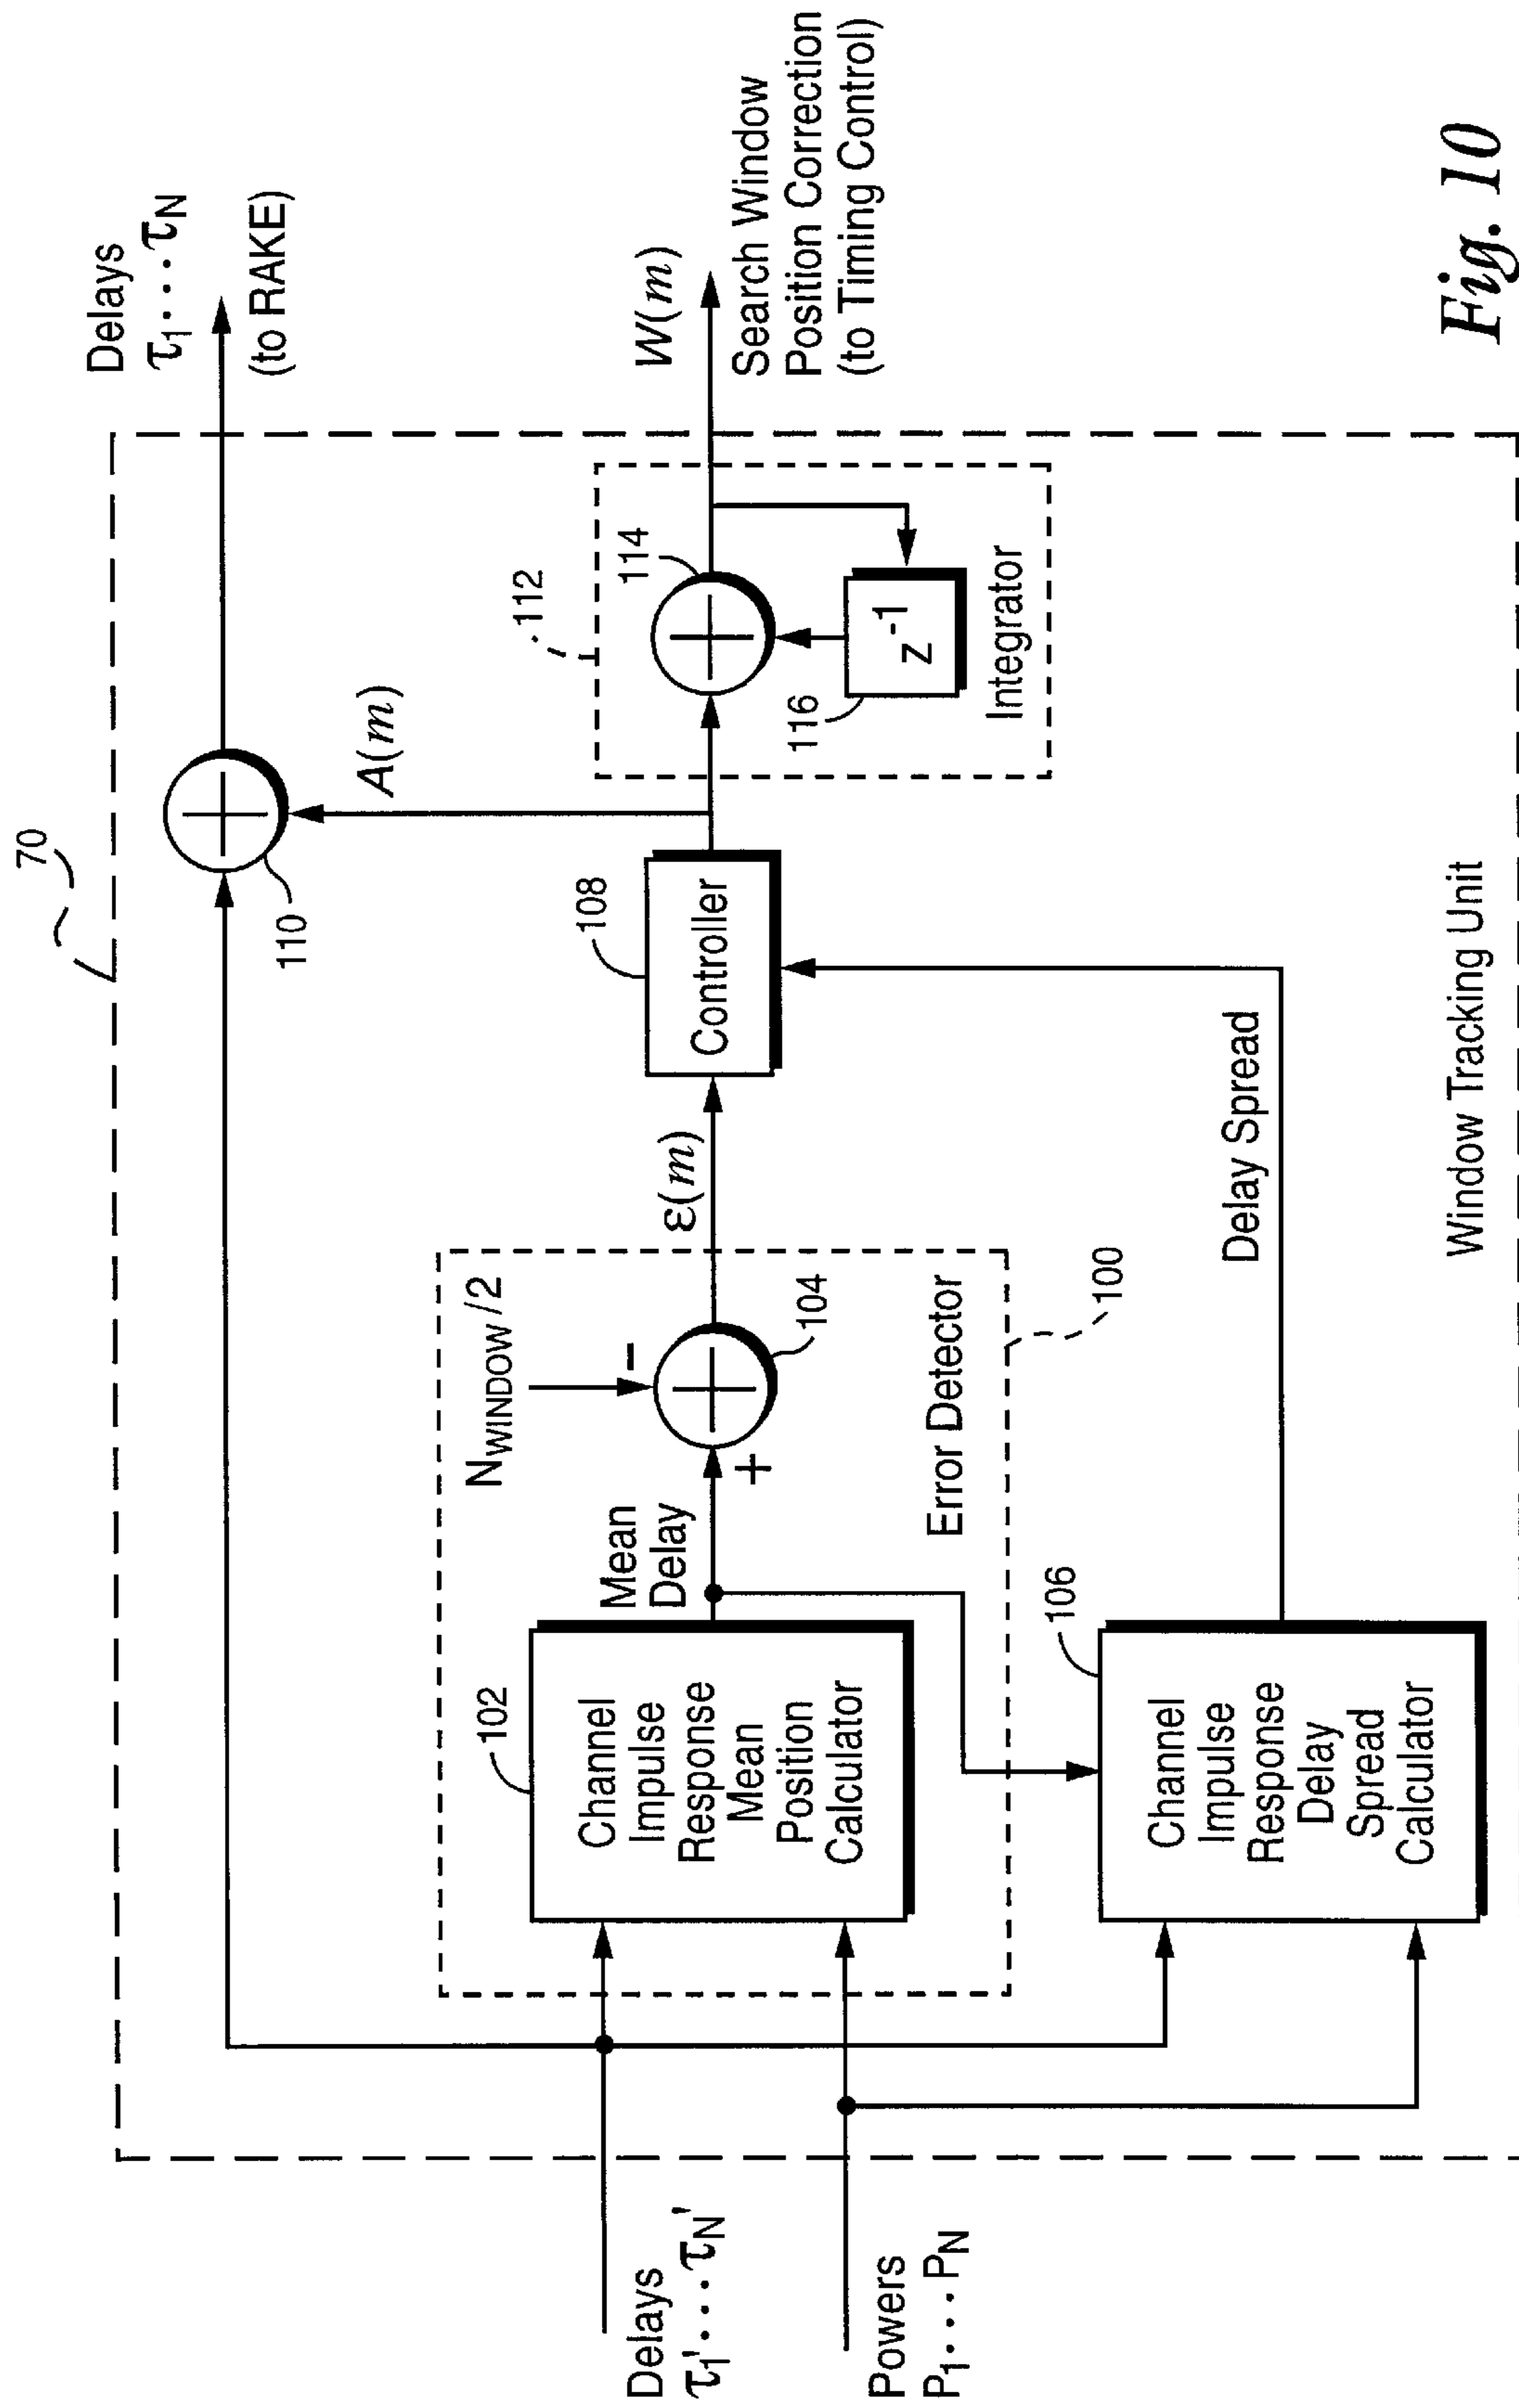 70
Delays
τ1....τN
(to RAKE)
110
A(m)
Delays
τ1'....τN'
Powers
P1...PN
102
Channel
Impulse
Response
Mean
Position
Calculator
Mean
Delay
NWINDOW/2
-
+
104
Error Detector
100
ε(m)
108
Controller
112
114
z-1
116
Integrator
W(m)
Search Window
Position Correction
(to Timing Control)
106
Channel
Impulse
Response
Delay
Spread
Calculator
Delay Spread
Window Tracking Unit
Fig. 10